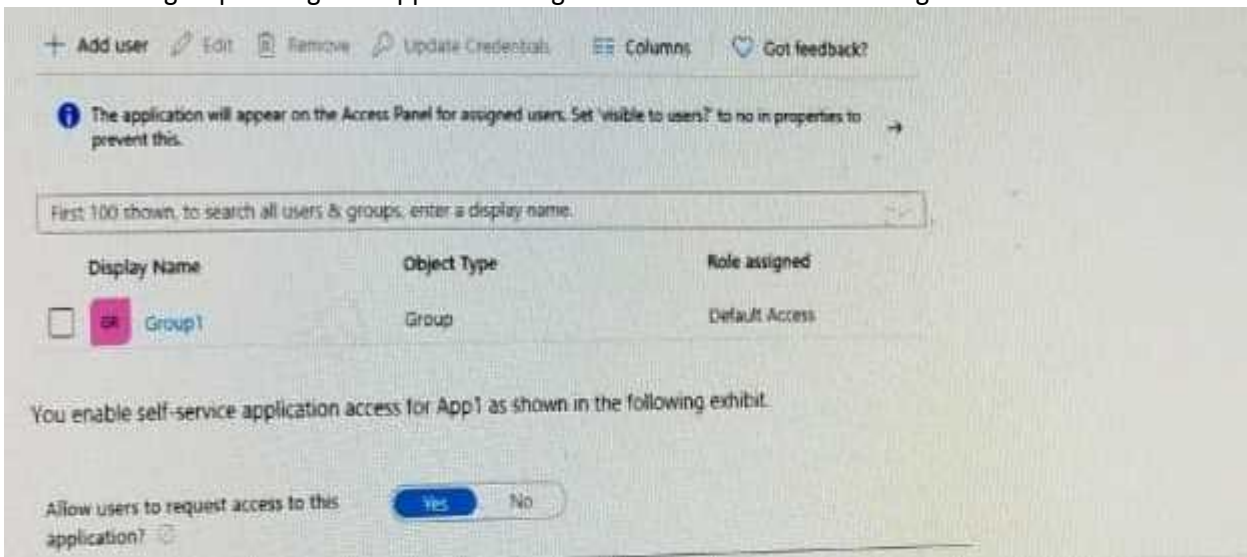 + Add user Edit Remove Update Credentials Columns Got feedback?
The application will appear on the Access Panel for assigned users. Set 'visible to users?' to no in properties to
prevent this.
First 100 shown, to search all users & groups, enter a display name.
Display Name Object Type Role assigned
GR Group1 Group Default Access
You enable self-service application access for App1 as shown in the following exhibit.
Allow users to request access to this Yes No
application?